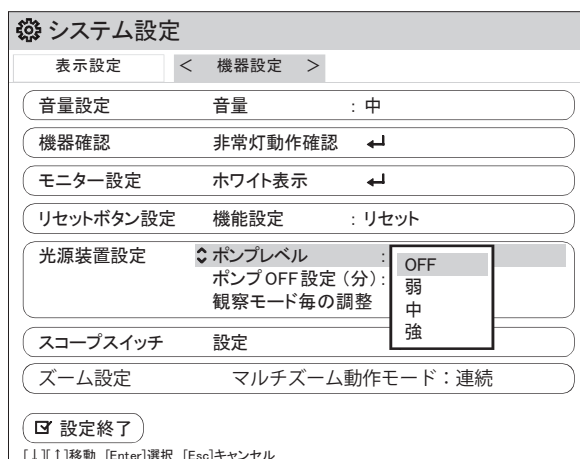 システム設定
表示設定 < 機器設定 >
音量設定 音量 : 中
機器確認 非常灯動作確認 ↵
モニター設定 ホワイト表示 ↵
リセットボタン設定 機能設定 : リセット
光源装置設定 ポンプレベル : OFF
ポンプOFF設定(分): 弱
観察モード毎の調整 中
強
スコープスイッチ 設定
ズーム設定 マルチズーム動作モード:連続
設定終了
[↓][↑]移動 [Enter]選択 [Esc]キャンセル